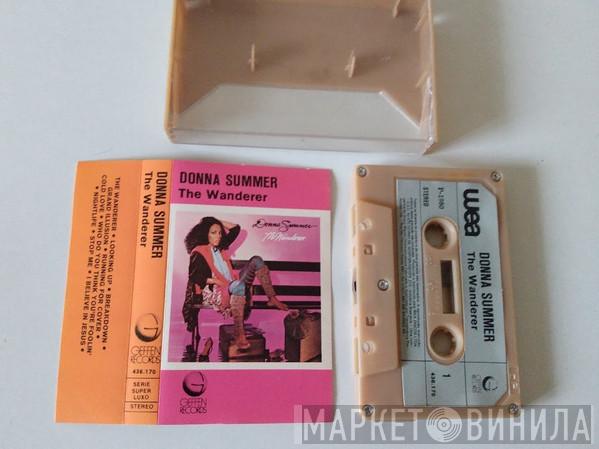 THE WANDERER • LOOKING UP • BREAKDOWN •
GRAND ILLUSION • RUNNING FOR COVER •
COLD LOVE • WHO DO YOU THINK YOU'RE FOOLIN'
• NIGHTLIFE • STOP ME • I BELIEVE IN JESUS •
DONNA SUMMER
The Wanderer
GEFFEN
RECORDS
436.170
SERIE
SUPER
LUXO
STEREO
DONNA SUMMER
The Wanderer
Donna Summer
The Wanderer
GEFFEN
RECORDS
wea
P-1980
STEREO
DONNA SUMMER
The Wanderer
436.170
1
МАРКЕТ ВИНИЛА